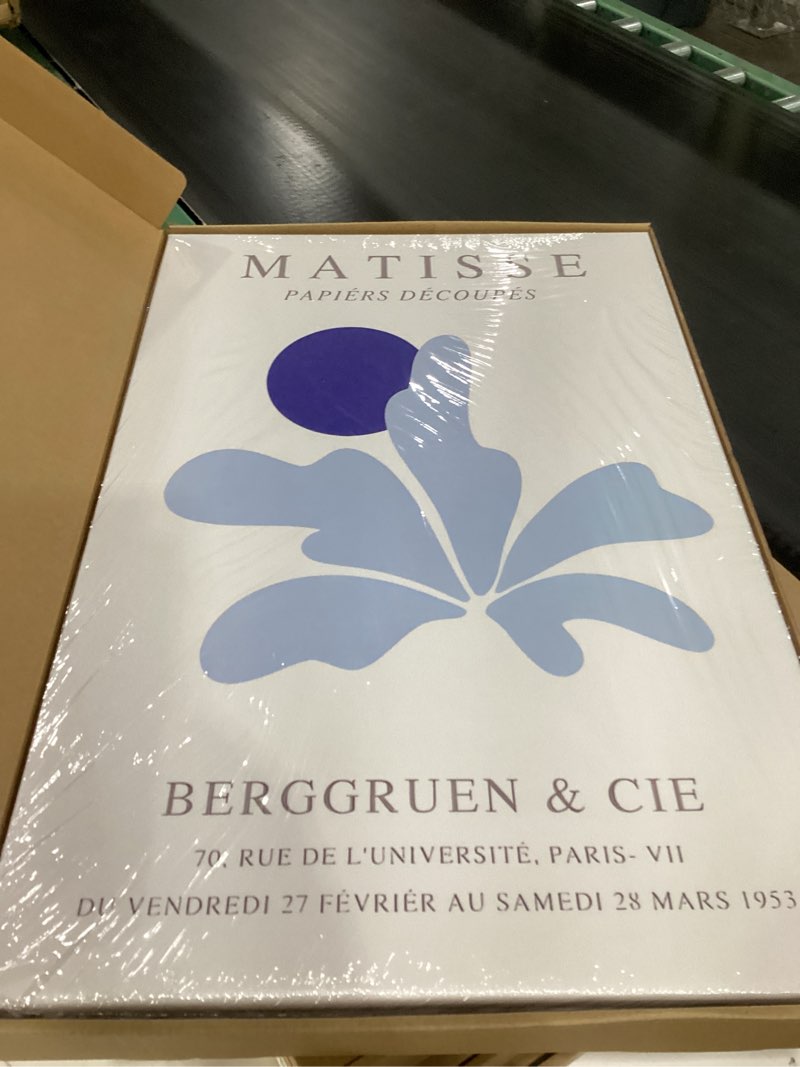 MATISSE
PAPIÉRS DÉCOUPÉS
BERGGRUEN & CIE
70, RUE DE L'UNIVERSITÉ, PARIS- VII
DU VENDREDI 27 FÉVRIÉR AU SAMEDI 28 MARS 1953